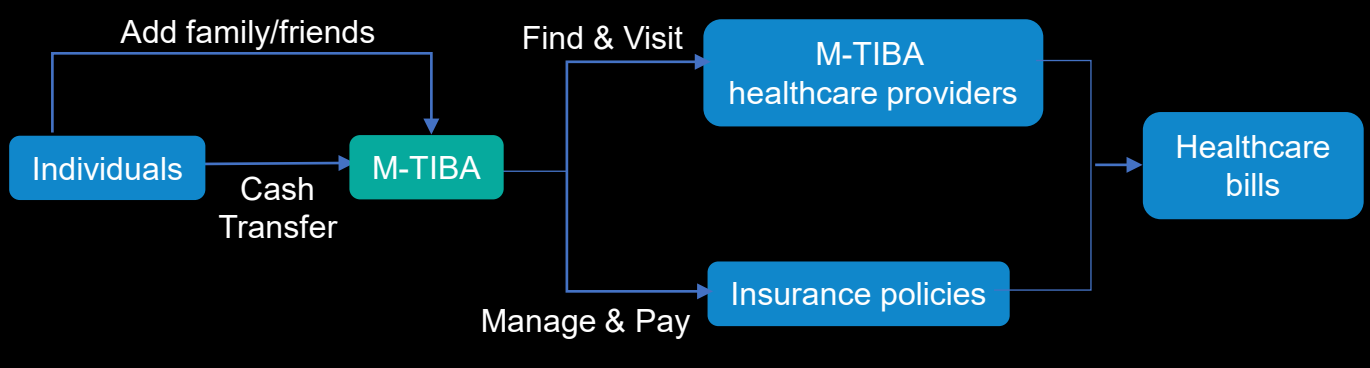 Add family/friends
Individuals
Cash
Transfer
M-TIBA
Find & Visit
M-TIBA
healthcare providers
Manage & Pay
Insurance policies
Healthcare
bills